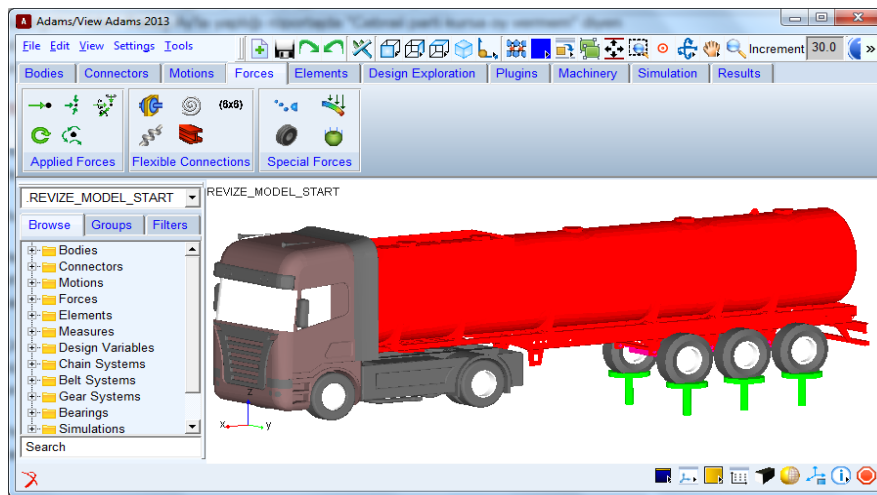 Adams/View Adams 2013
File Edit View Settings Tools
Increment 30.0 »
Bodies Connectors Motions Forces Elements Design Exploration Plugins Machinery Simulation Results
(6x6)
Applied Forces Flexible Connections Special Forces
.REVIZE_MODEL_START
REVIZE_MODEL_START
Browse Groups Filters
Bodies
Connectors
Motions
Forces
Elements
Measures
Design Variables
Chain Systems
Belt Systems
Gear Systems
Bearings
Simulations
Search
z
x y